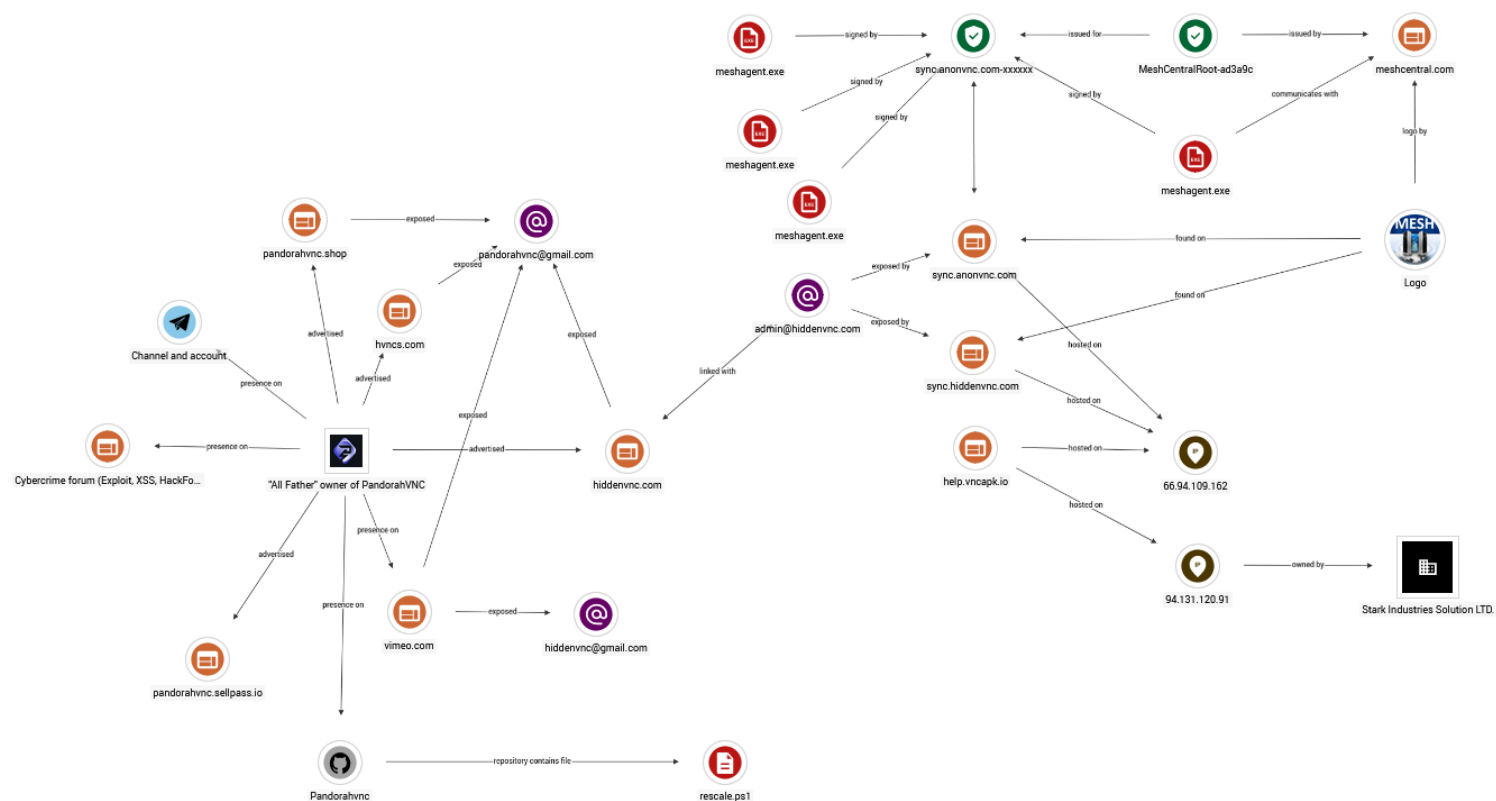 signed by
issued for
issued by
meshagent.exe
sync.anonvnc.com-xxxxxx
MeshCentralRoot-ad3a9c
meshcentral.com
signed by
signed by
communicates with
signed by
logo by
EXE
meshagent.exe
meshagent.exe
meshagent.exe
MESH
Logo
exposed
pandorahvnc.shop
pandorahvnc@gmail.com
exposed
found on
exposed by
sync.anonvnc.com
found on
admin@hiddenvnc.com
exposed by
advertised
hvncs.com
exposed
hosted on
Channel and account
advertised
linked with
sync.hiddenvnc.com
presence on
hosted on
exposed
presence on
advertised
hosted on
Cybercrime forum (Exploit, XSS, HackFo...
"All Father" owner of PandorahVNC
hiddenvnc.com
help.vncapk.io
66.94.109.162
hosted on
presence on
advertised
owned by
presence on
94.131.120.91
Stark Industries Solution LTD.
exposed
vimeo.com
hiddenvnc@gmail.com
pandorahvnc.sellpass.io
repository contains file
Pandorahvnc
rescale.ps1